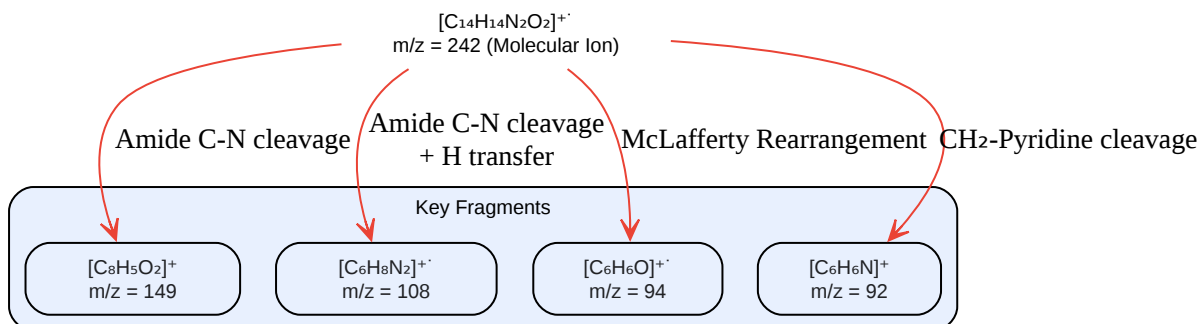 [C₁₄H₁₄N₂O₂]⁺˙
m/z = 242 (Molecular Ion)
Amide C-N cleavage
Amide C-N cleavage
+ H transfer
McLafferty Rearrangement
CH₂-Pyridine cleavage
Key Fragments
[C₈H₅O₂]⁺
m/z = 149
[C₆H₈N₂]⁺˙
m/z = 108
[C₆H₆O]⁺˙
m/z = 94
[C₆H₆N]⁺
m/z = 92